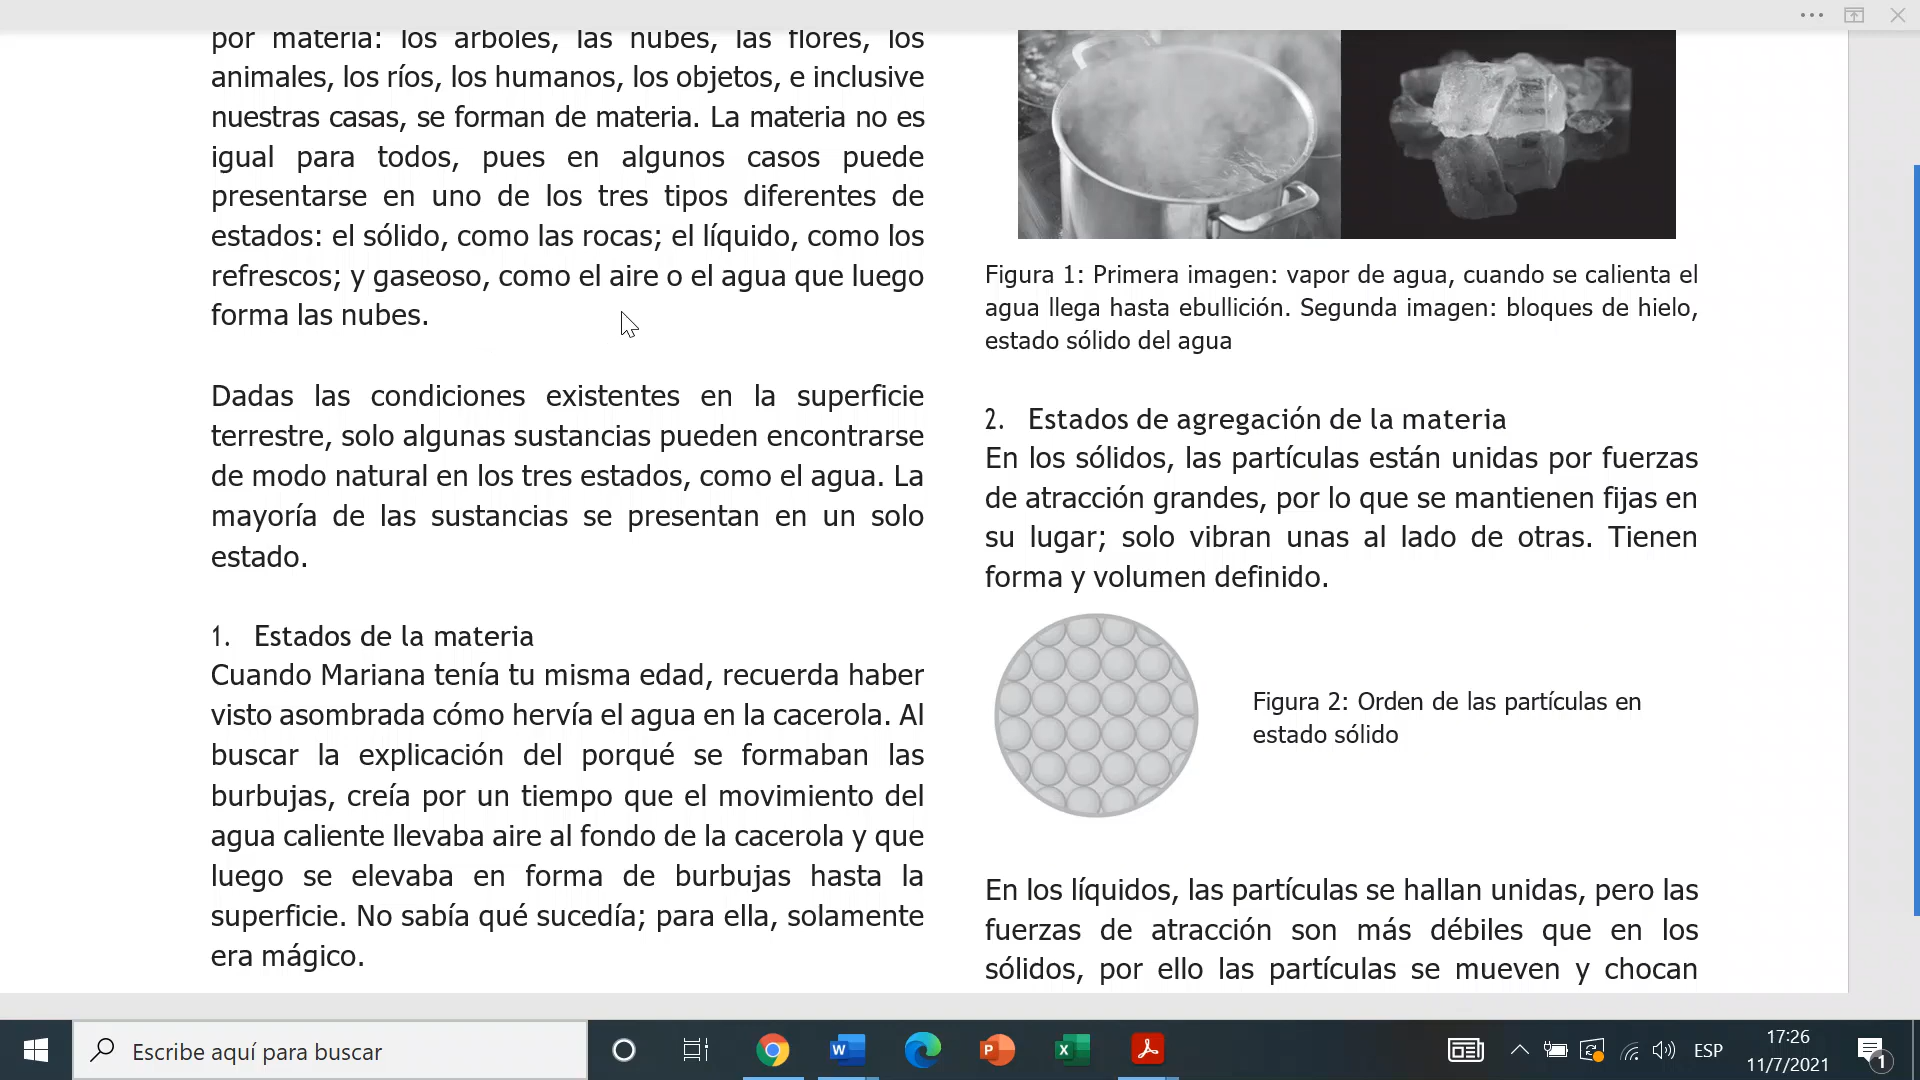 por materia: los árboles, las nubes, las flores, los
animales, los ríos, los humanos, los objetos, e inclusive
nuestras casas, se forman de materia. La materia no es
igual para todos, pues en algunos casos puede
presentarse en uno de los tres tipos diferentes de
estados: el sólido, como las rocas; el líquido, como los
refrescos; y gaseoso, como el aire o el agua que luego
forma las nubes.
Dadas las condiciones existentes en la superficie
terrestre, solo algunas sustancias pueden encontrarse
de modo natural en los tres estados, como el agua. La
mayoría de las sustancias se presentan en un solo
estado.
1. Estados de la materia
Cuando Mariana tenía tu misma edad, recuerda haber
visto asombrada cómo hervía el agua en la cacerola. Al
buscar la explicación del porqué se formaban las
burbujas, creía por un tiempo que el movimiento del
agua caliente llevaba aire al fondo de la cacerola y que
luego se elevaba en forma de burbujas hasta la
superficie. No sabía qué sucedía; para ella, solamente
era mágico.
Figura 1: Primera imagen: vapor de agua, cuando se calienta el
agua llega hasta ebullición. Segunda imagen: bloques de hielo,
estado sólido del agua
2. Estados de agregación de la materia
En los sólidos, las partículas están unidas por fuerzas
de atracción grandes, por lo que se mantienen fijas en
su lugar; solo vibran unas al lado de otras. Tienen
forma y volumen definido.
Figura 2: Orden de las partículas en
estado sólido
En los líquidos, las partículas se hallan unidas, pero las
fuerzas de atracción son más débiles que en los
sólidos, por ello las partículas se mueven y chocan
Escribe aquí para buscar
W
P
X
ESP
17:26
11/7/2021
1